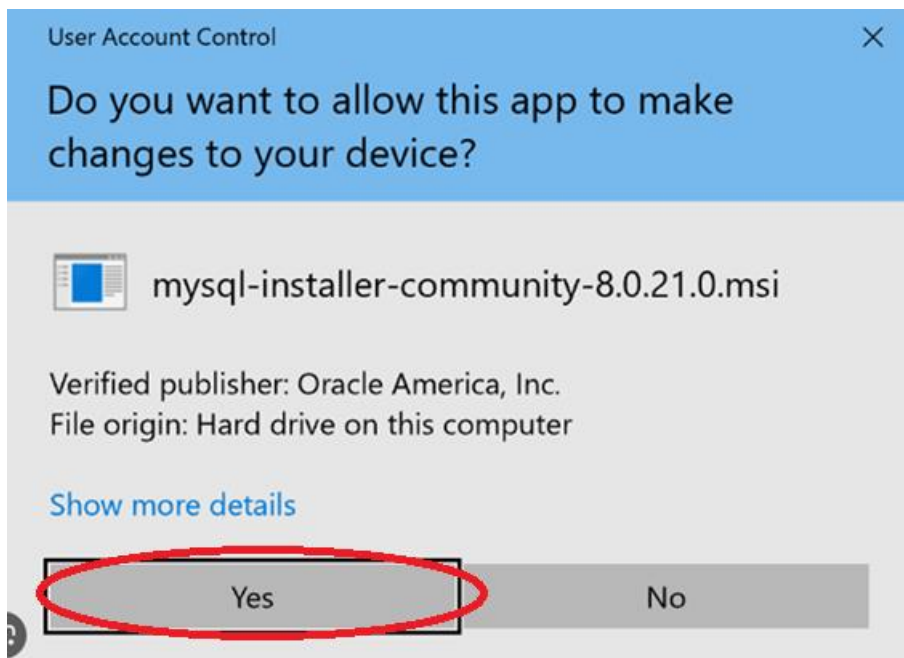 User Account Control
Do you want to allow this app to make
changes to your device?
mysql-installer-community-8.0.21.0.msi
Verified publisher: Oracle America, Inc.
File origin: Hard drive on this computer
Show more details
Yes
No